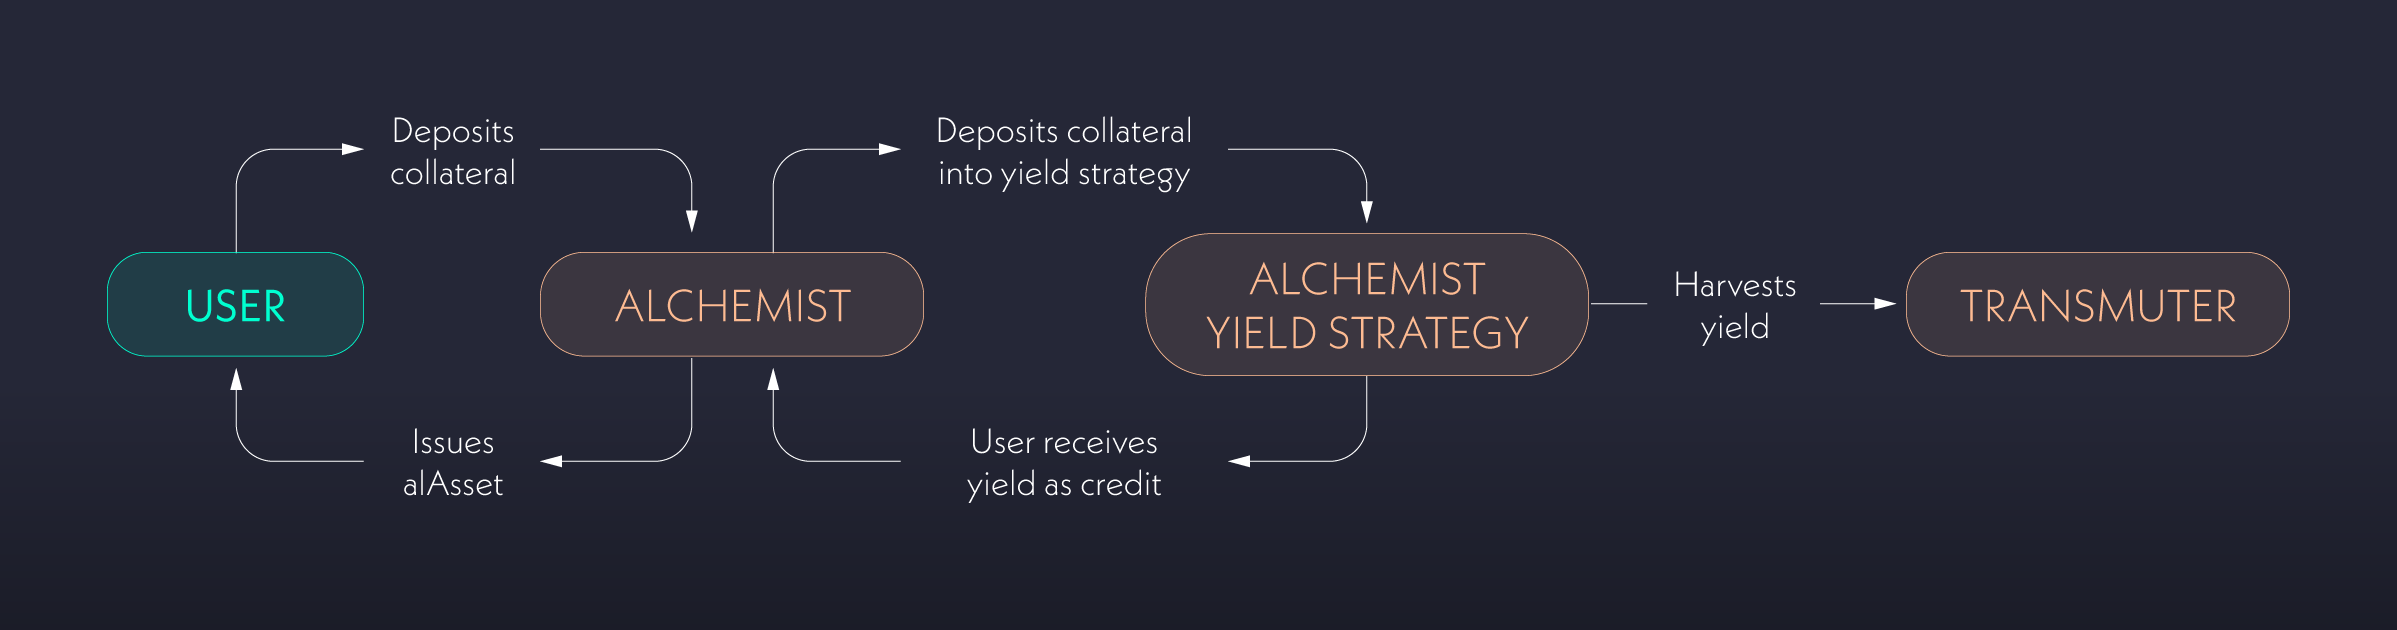 Deposits
collateral
Deposits collateral
into yield strategy
USER
ALCHEMIST
ALCHEMIST
YIELD STRATEGY
Harvests
yield
TRANSMUTER
Issues
alAsset
User receives
yield as credit